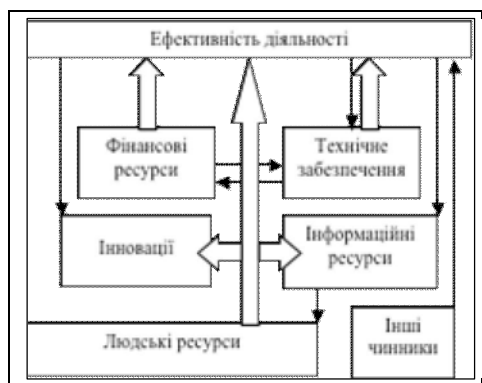 Ефективність діяльності
Фінансові
ресурси
Технічне
забезпечення
Інновації
Інформаційні
ресурси
Людські ресурси
Інші
чинники